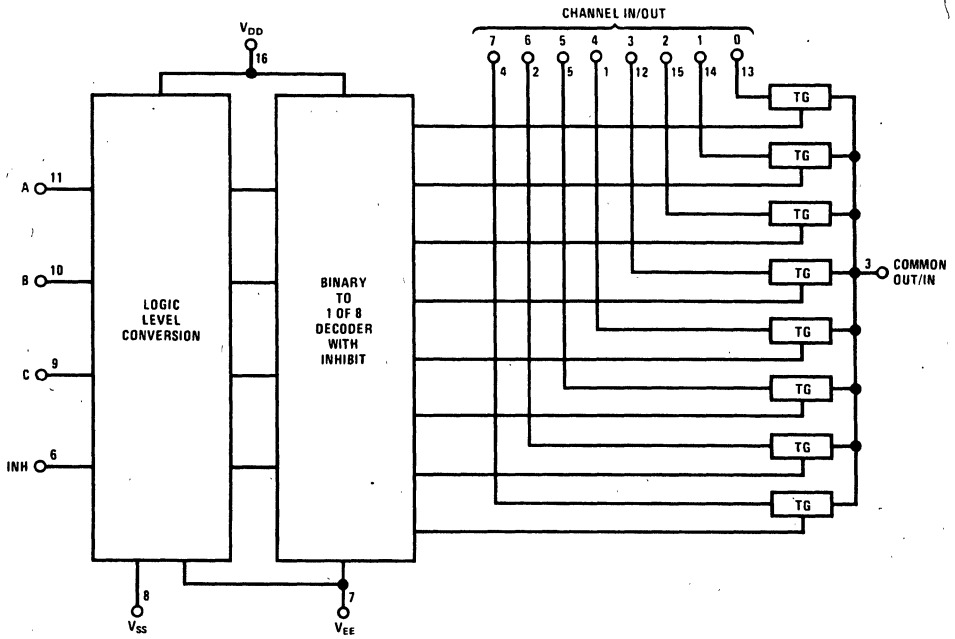 CHANNEL IN/OUT
VDD
16
7 6 5 4 3 2 1 0
4 2 5 1 12 15 14 13
TG
TG
TG
TG
TG
TG
TG
TG
A 11
B 10
C 9
INH 6
LOGIC
LEVEL
CONVERSION
BINARY
TO
1 OF 8
DECODER
WITH
INHIBIT
3 COMMON
OUT/IN
8
VSS
7
VEE